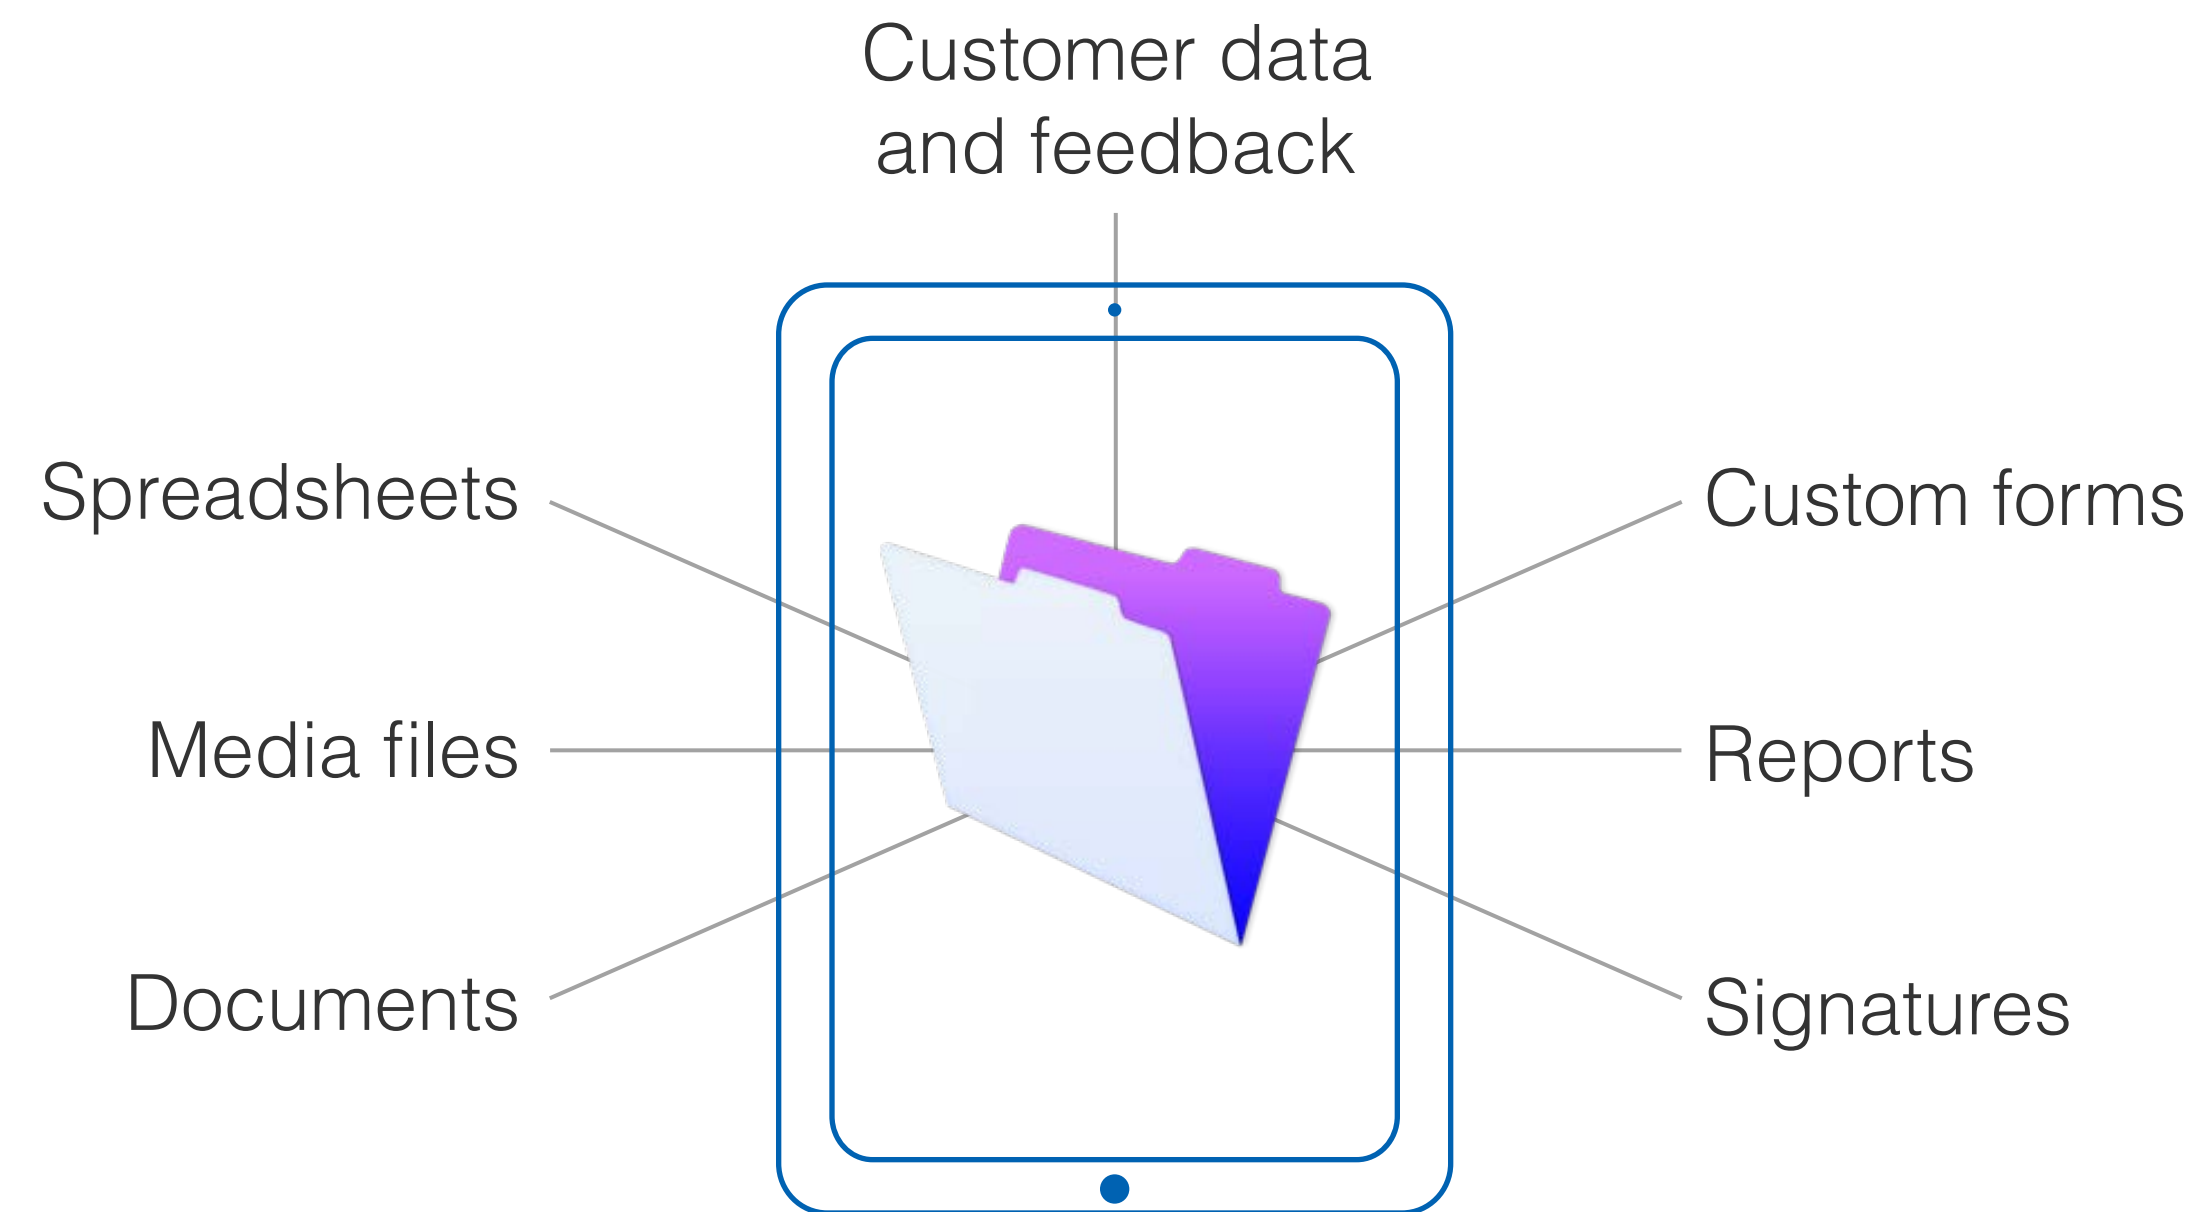 Customer data
and feedback
Spreadsheets
Custom forms
Media files
Reports
Documents
Signatures